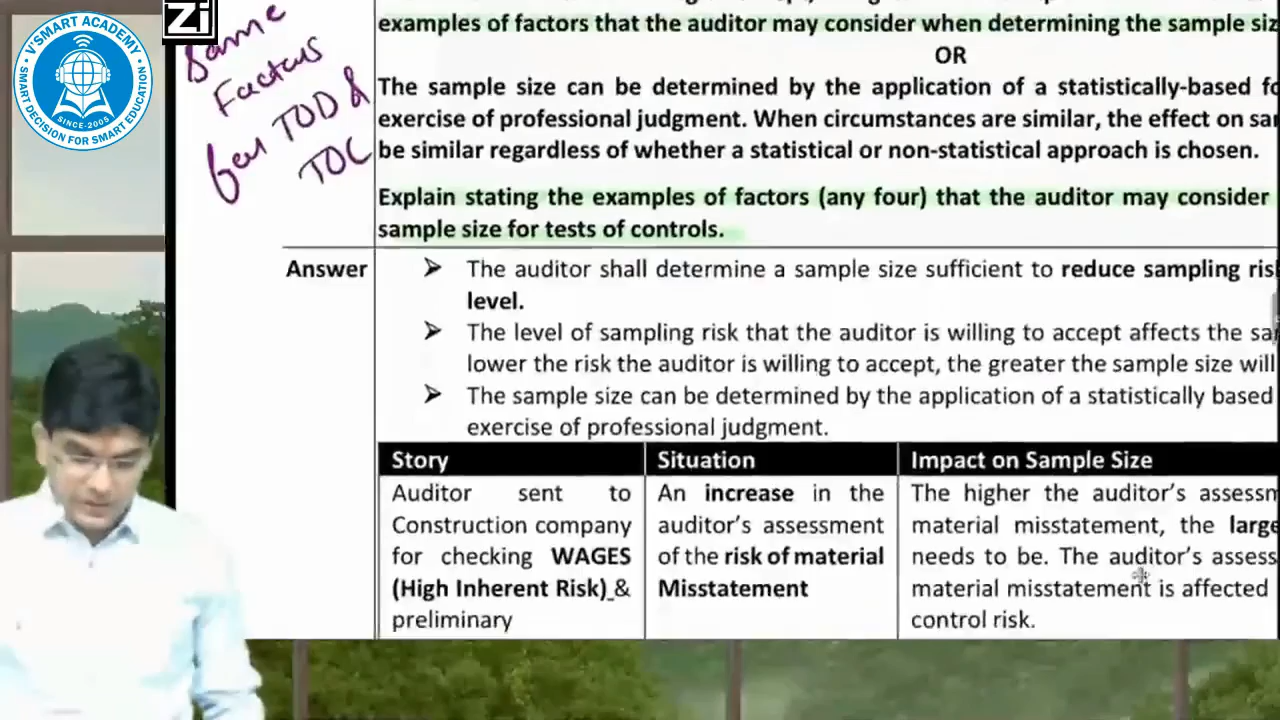 V'SMART ACADEMY
SINCE-2005
SMART DECISION FOR SMART EDUCATION
Zi
Same
Factors
for TOD &
TOC
examples of factors that the auditor may consider when determining the sample siz
OR
The sample size can be determined by the application of a statistically-based fo
exercise of professional judgment. When circumstances are similar, the effect on sam
be similar regardless of whether a statistical or non-statistical approach is chosen.
Explain stating the examples of factors (any four) that the auditor may consider
sample size for tests of controls.
Answer
➢ The auditor shall determine a sample size sufficient to reduce sampling ris
level.
➢ The level of sampling risk that the auditor is willing to accept affects the sa
lower the risk the auditor is willing to accept, the greater the sample size will
➢ The sample size can be determined by the application of a statistically based
exercise of professional judgment.
Story Situation Impact on Sample Size
Auditor sent to
Construction company
for checking WAGES
(High Inherent Risk) &
preliminary
An increase in the
auditor's assessment
of the risk of material
Misstatement
The higher the auditor's assessn
material misstatement, the large
needs to be. The auditor's assess
material misstatement is affected
control risk.